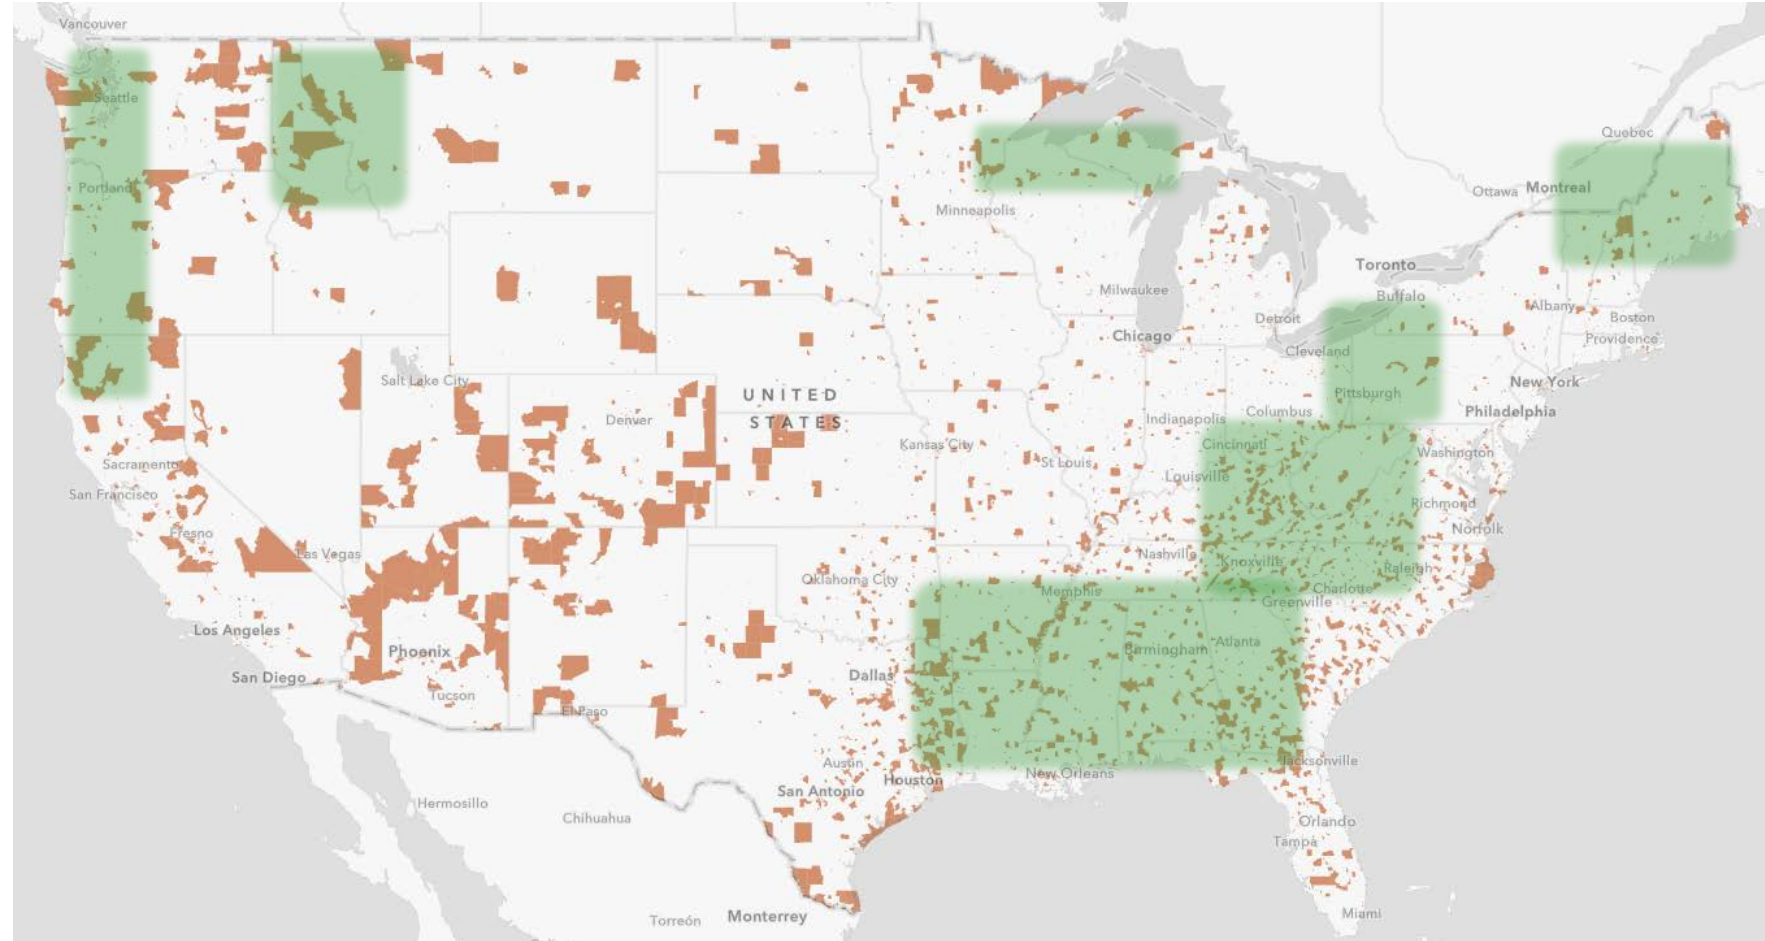 Vancouver
Seattle
Quebec
Portland
Ottawa
Montreal
Minneapolis
Toronto
Milwaukee
Buffalo
Albany
Detroit
Boston
Chicago
Providence
Cleveland
Salt Lake City
New York
UNITED
STATES
Pittsburgh
Denver
Indianapolis
Columbus
Philadelphia
Kansas City
Cincinnati
Washington
Sacramento
St Louis
Louisville
San Francisco
Richmond
Norfolk
Fresno
Las Vegas
Nashville
Knoxville
Raleigh
Oklahoma City
Memphis
Charlotte
Greenville
Los Angeles
Phoenix
Birmingham
Atlanta
San Diego
Dallas
Tucson
El Paso
Austin
Jacksonville
Houston
New Orleans
San Antonio
Hermosillo
Chihuahua
Orlando
Tampa
Miami
Torreón
Monterrey